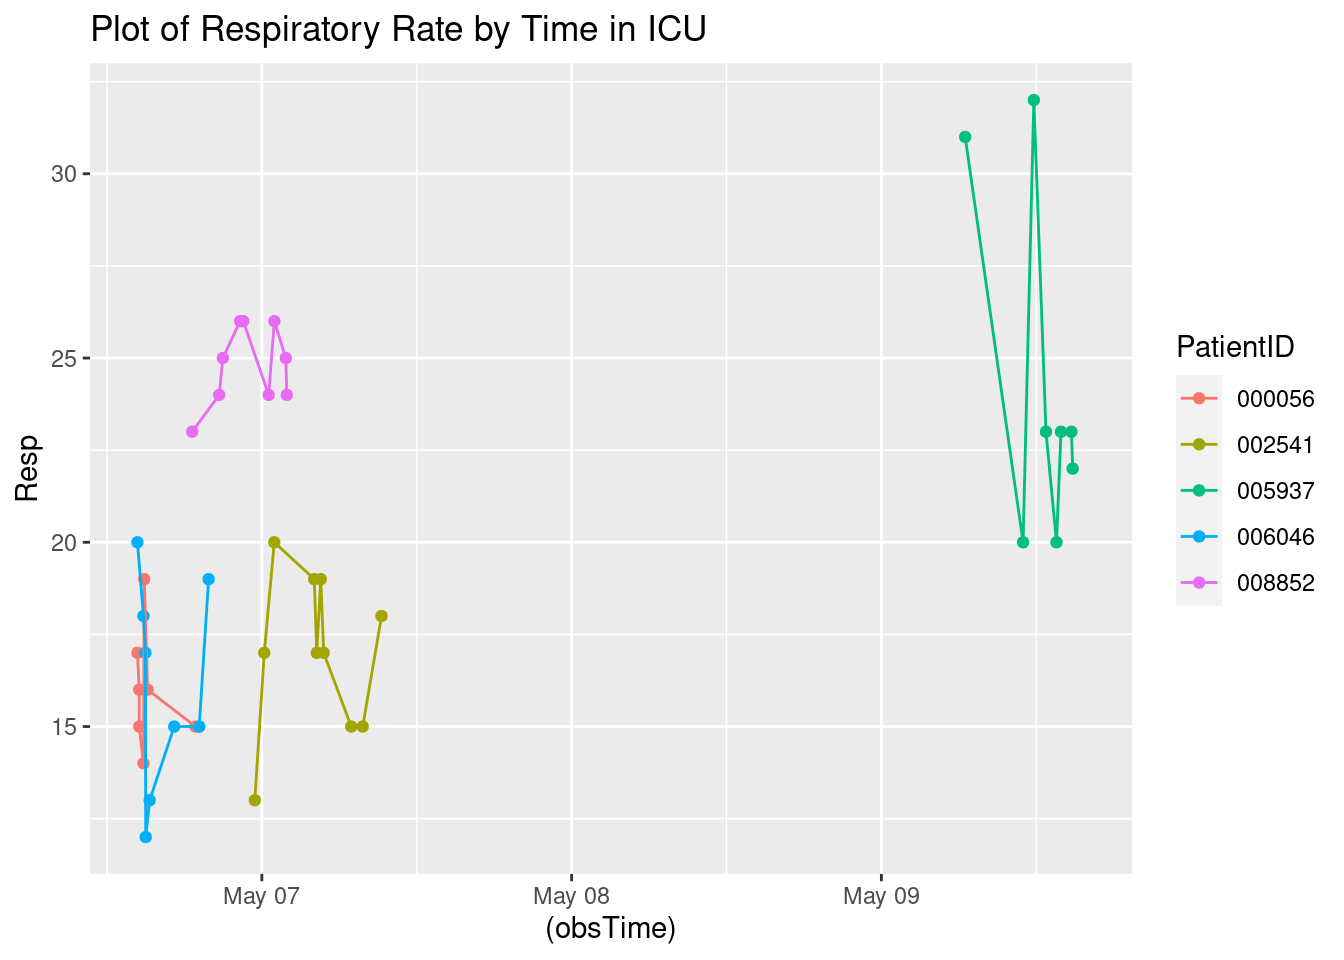 Plot of Respiratory Rate by Time in ICU
30
25
20
15
Resp
May 07
May 08
May 09
(obsTime)
PatientID
000056
002541
005937
006046
008852